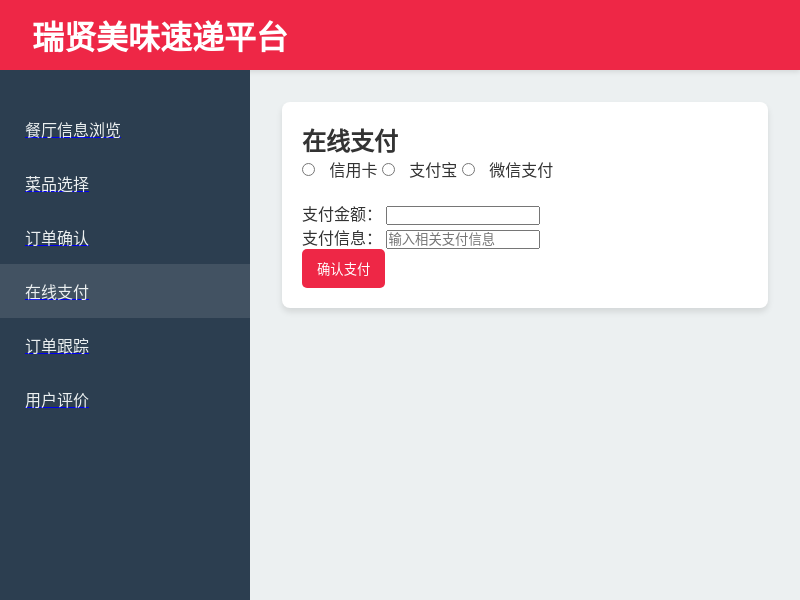 瑞贤美味速递平台
餐厅信息浏览
菜品选择
订单确认
在线支付
订单跟踪
用户评价
在线支付
信用卡 支付宝 微信支付
支付金额：
支付信息： 输入相关支付信息
确认支付